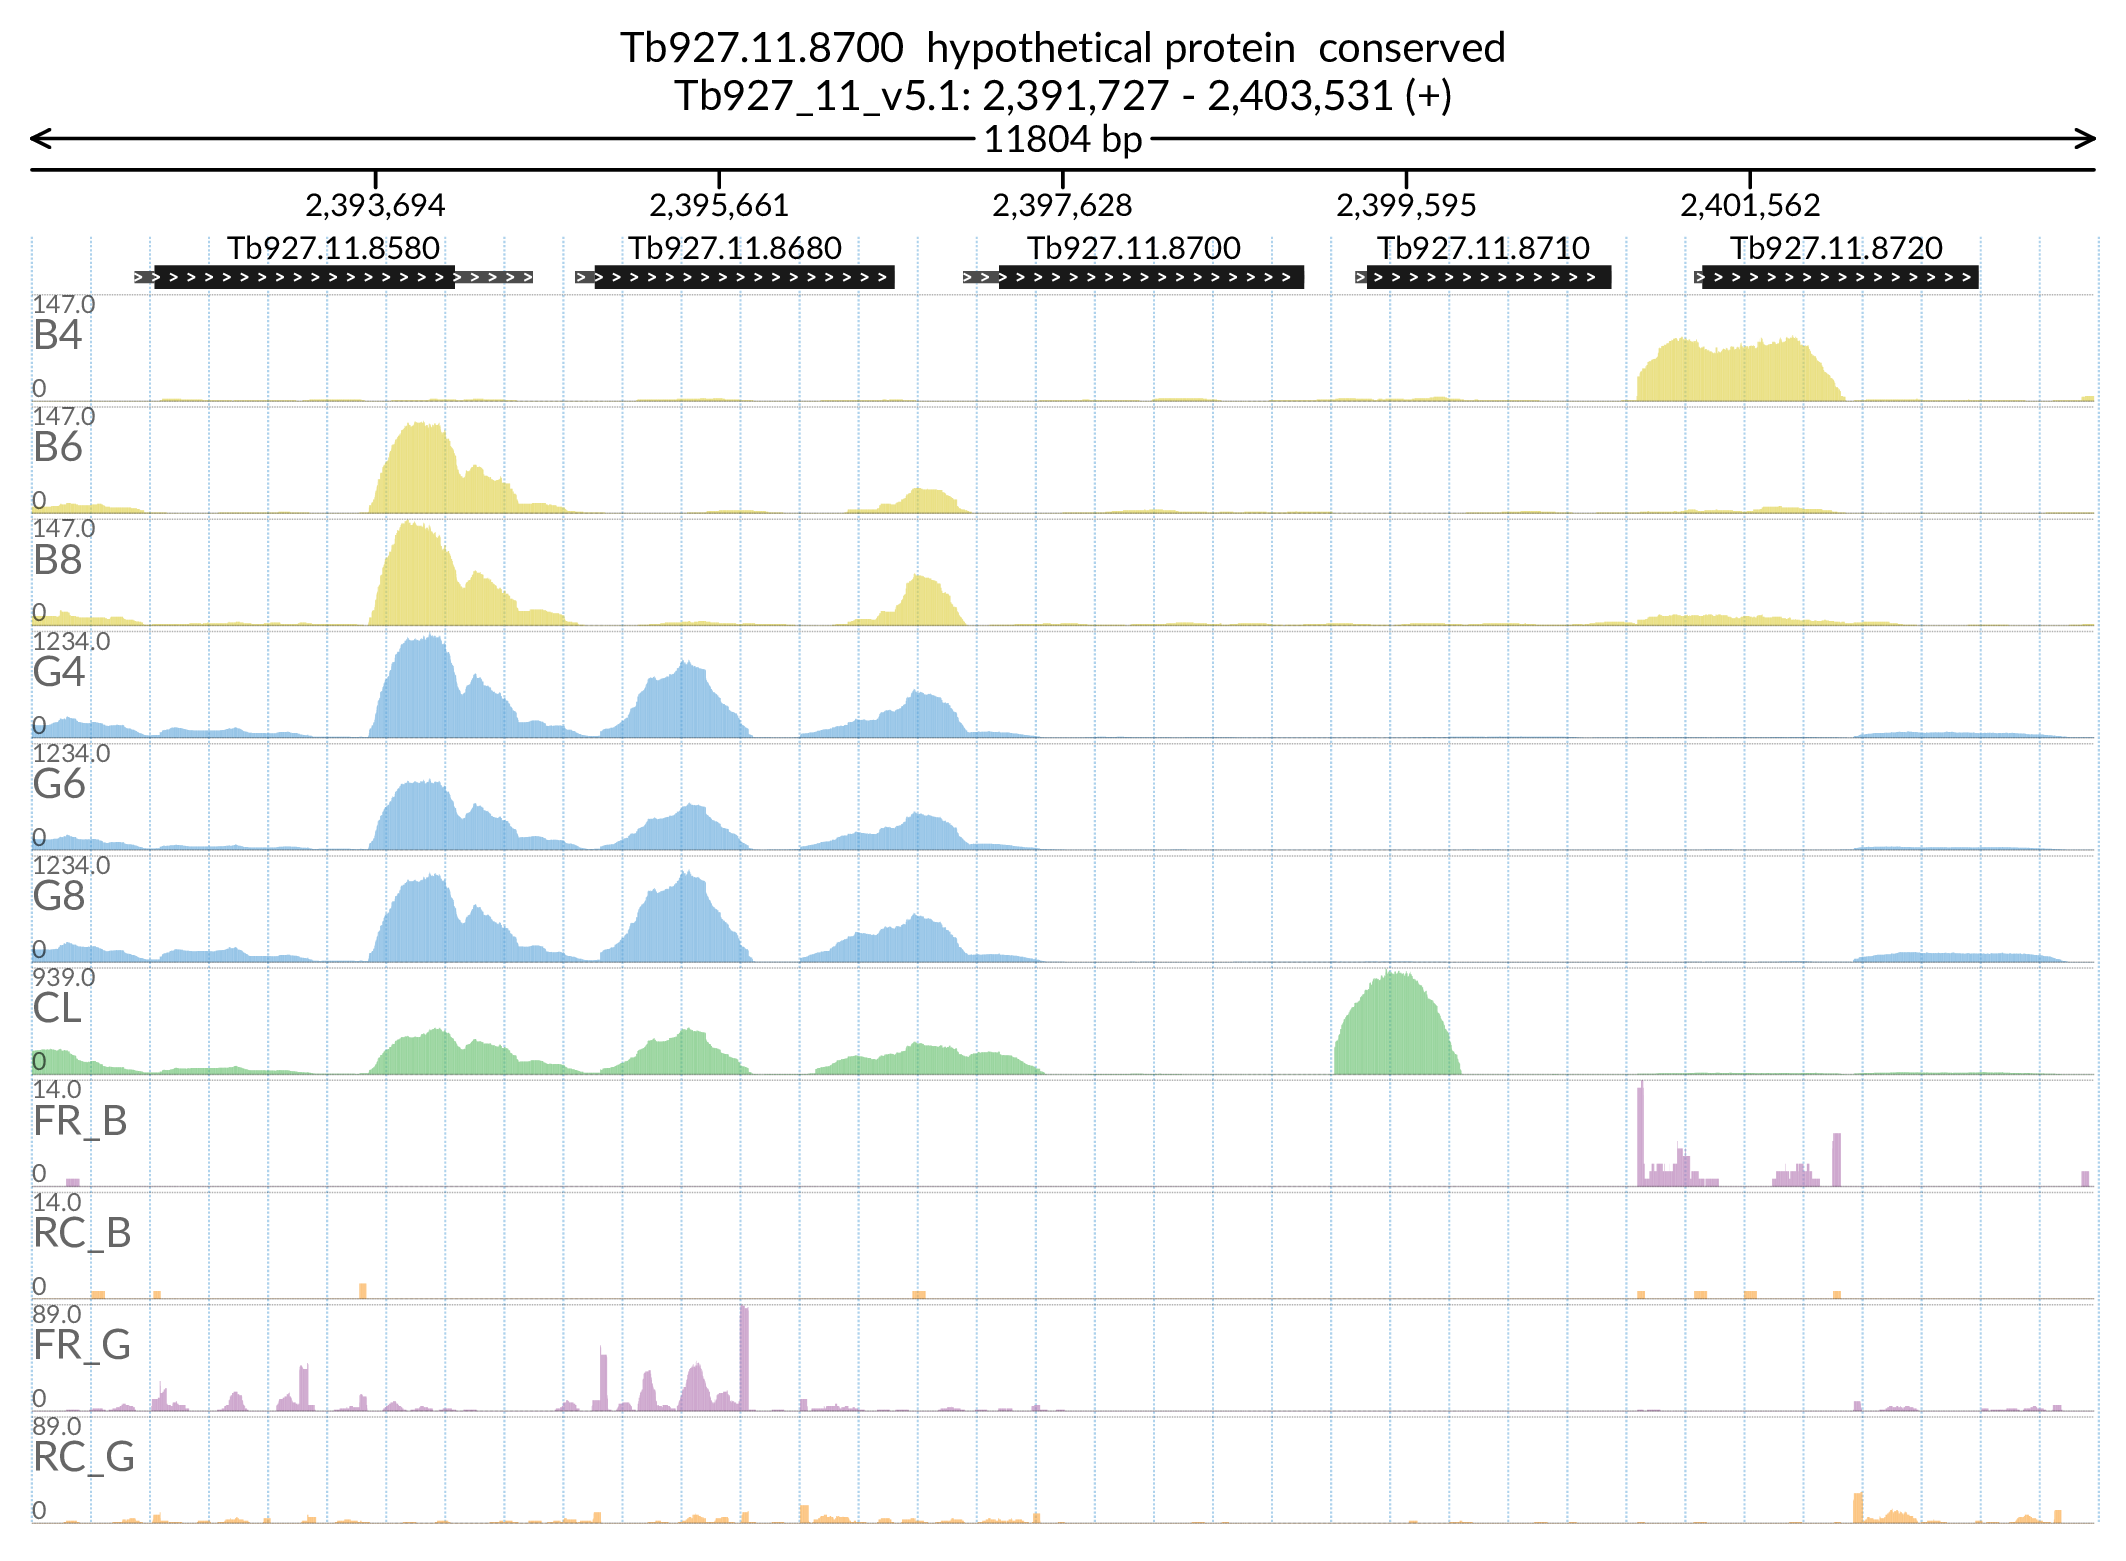 Tb927.11.8700  hypothetical protein  conserved
Tb927_11_v5.1: 2,391,727 - 2,403,531 (+)
11804 bp
2,393,694 2,395,661 2,397,628 2,399,595 2,401,562
Tb927.11.8580 Tb927.11.8680 Tb927.11.8700 Tb927.11.8710 Tb927.11.8720
147.0
B4
0
147.0
B6
0
147.0
B8
0
1234.0
G4
0
1234.0
G6
0
1234.0
G8
0
939.0
CL
0
14.0
FR_B
0
14.0
RC_B
0
89.0
FR_G
0
89.0
RC_G
0